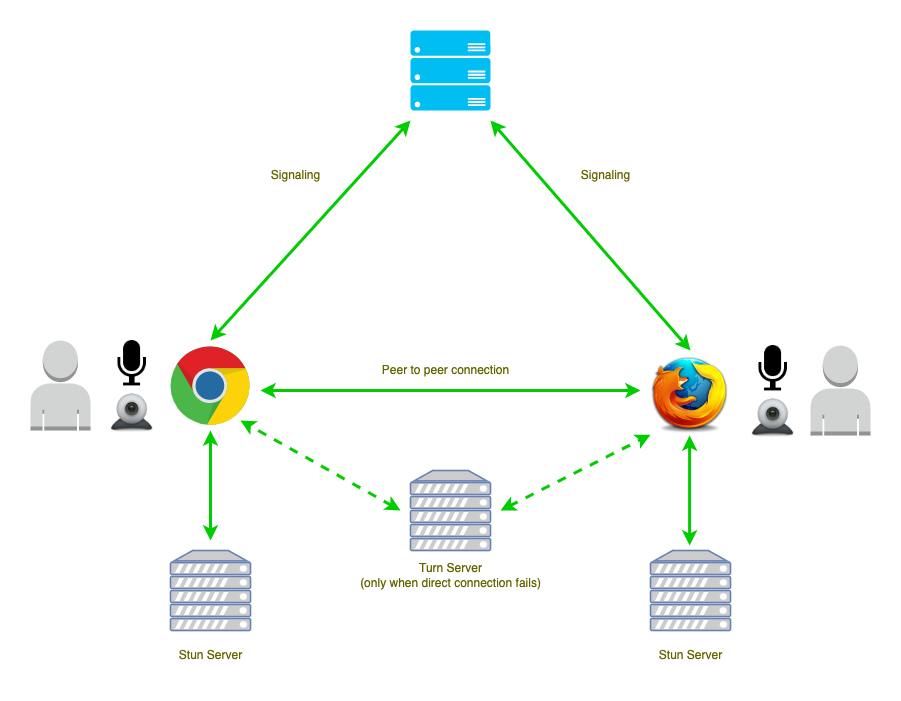 Signaling
Signaling
Peer to peer connection
Turn Server
(only when direct connection fails)
Stun Server
Stun Server